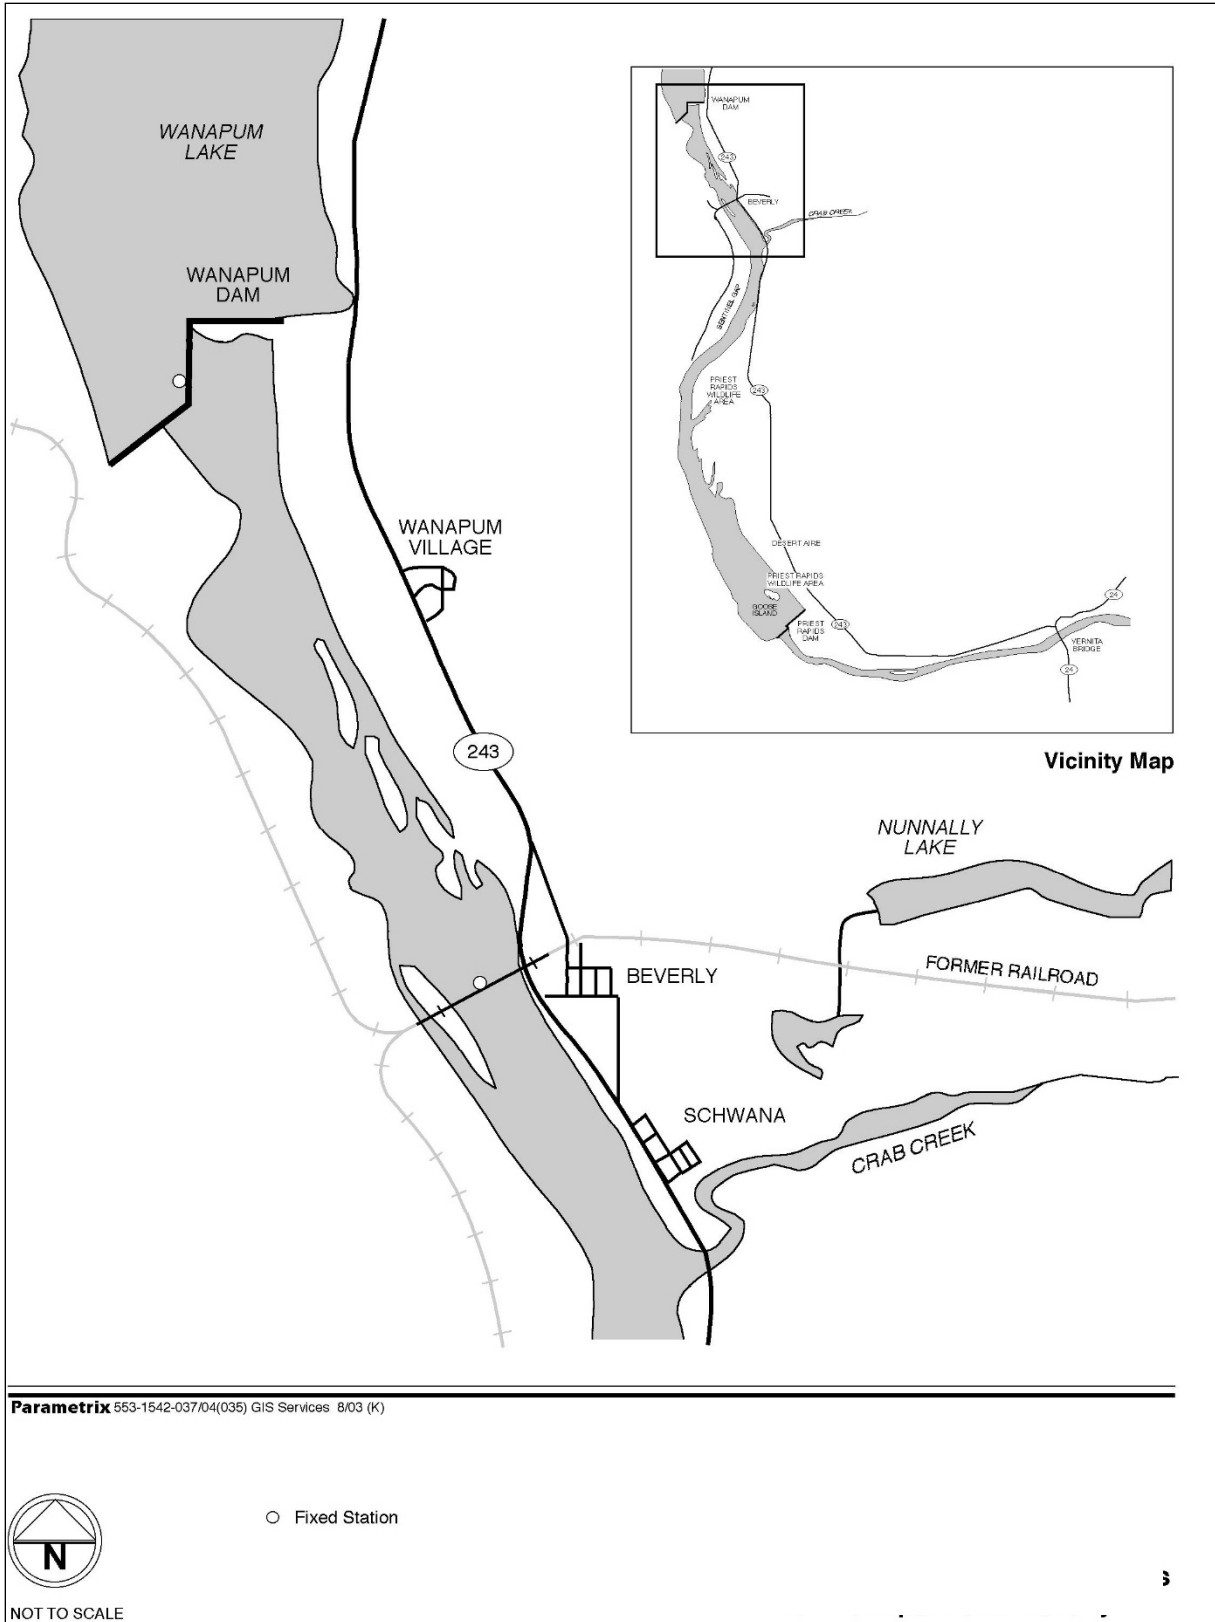 WANAPUM
LAKE
WANAPUM
DAM
WANAPUM
VILLAGE
243
BEVERLY
SCHWANA
NUNNALLY
LAKE
FORMER RAILROAD
CRAB CREEK
WANAPUM
DAM
243
BEVERLY
CRAB CREEK
SENTINEL GAP
PRIEST
RAPIDS
WILDLIFE
AREA
243
DESERT AIRE
PRIEST RAPIDS
WILDLIFE AREA
GOOSE
ISLAND
PRIEST
RAPIDS
DAM
243
24
VERNITA
BRIDGE
24
Vicinity Map
Parametrix 553-1542-037/04(035) GIS Services 8/03 (K)
N
Fixed Station
NOT TO SCALE